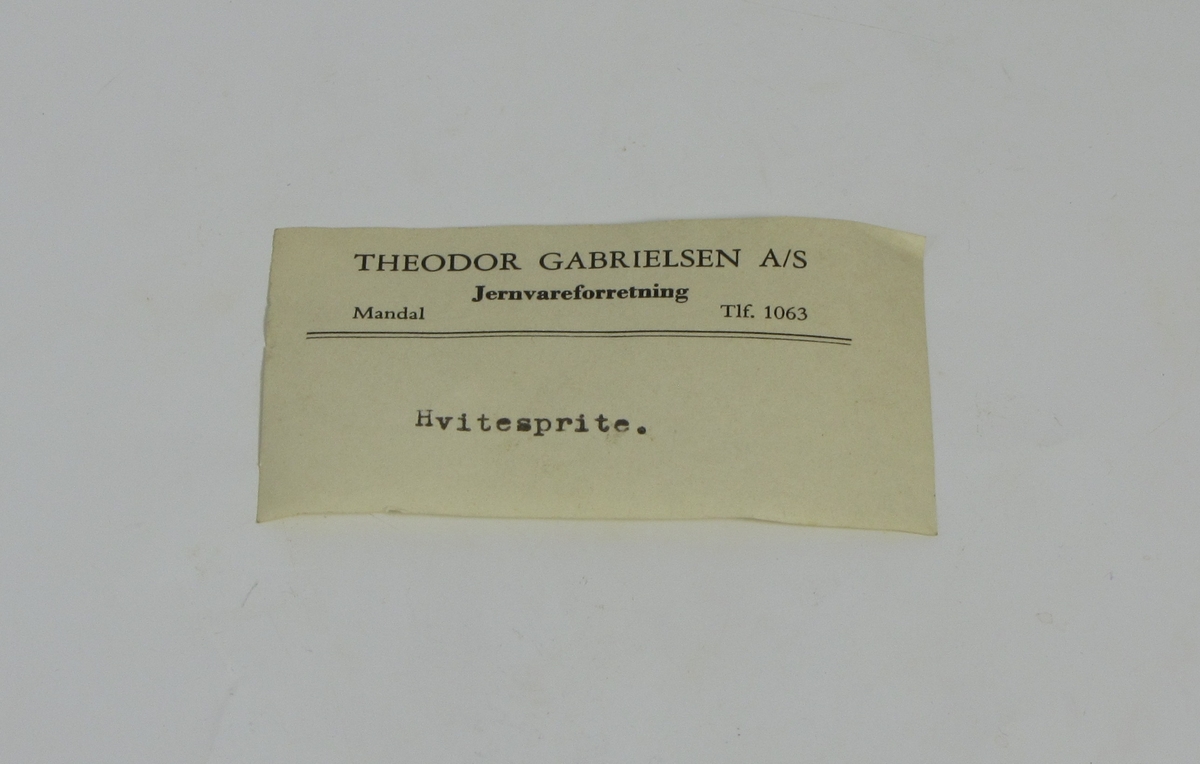 THEODOR GABRIELSEN A/S
Jernvareforretning
Mandal Tlf. 1063
Hvitesprite.